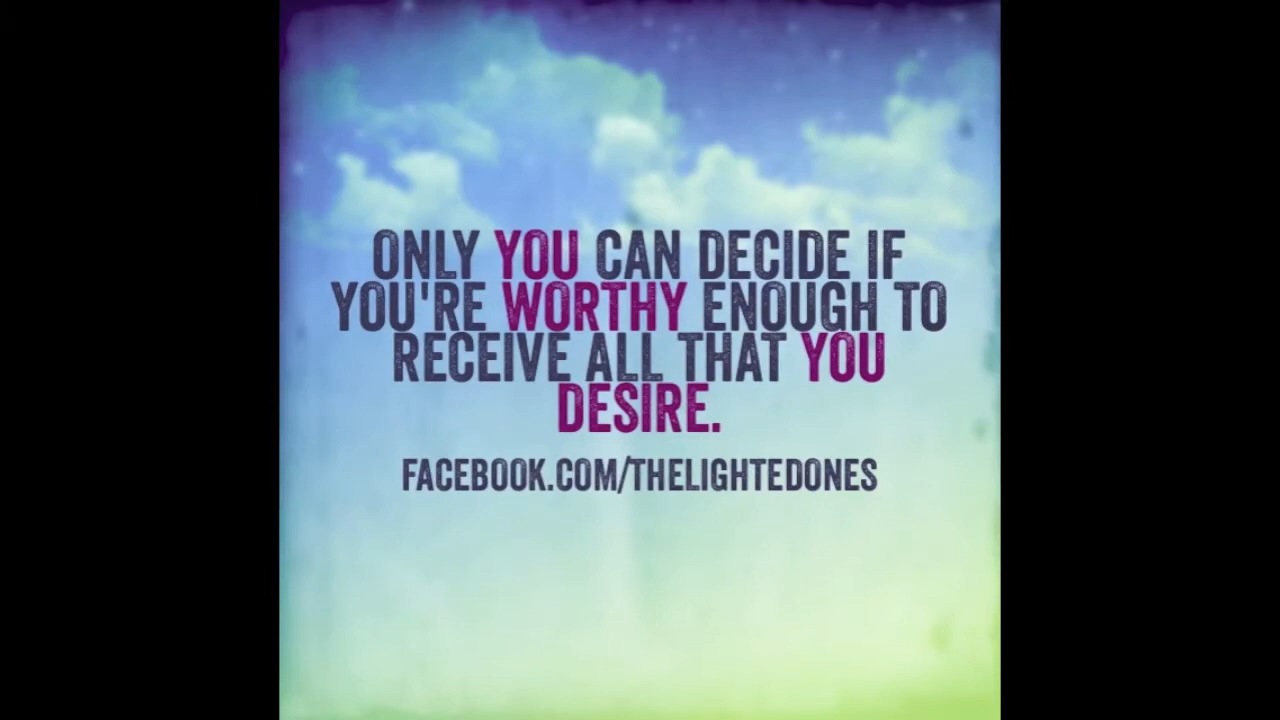 ONLY YOU CAN DECIDE IF
YOU'RE WORTHY ENOUGH TO
RECEIVE ALL THAT YOU
DESIRE.
FACEBOOK.COM/THELIGHTEDONES